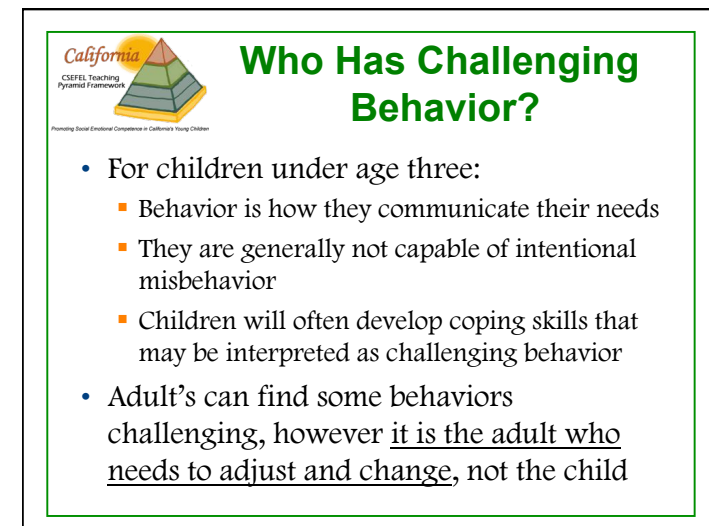 California
CSEFEL Teaching
Pyramid Framework
Promoting Social Emotional Competence in California's Young Children
Who Has Challenging
Behavior?
• For children under age three:
▪ Behavior is how they communicate their needs
▪ They are generally not capable of intentional
misbehavior
▪ Children will often develop coping skills that
may be interpreted as challenging behavior
• Adult's can find some behaviors
challenging, however it is the adult who
needs to adjust and change, not the child